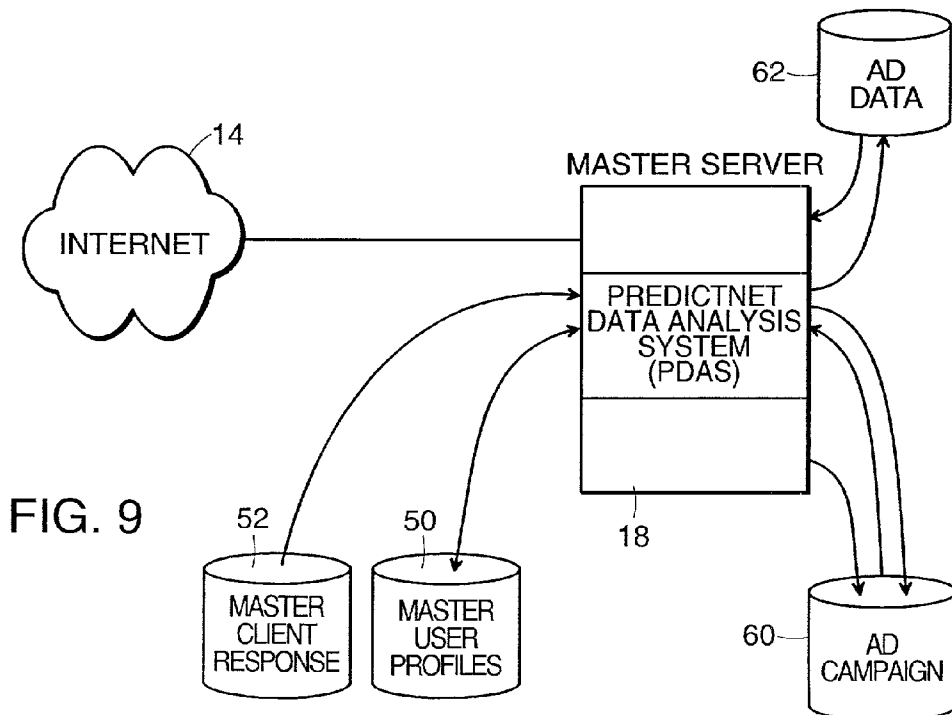 62
AD
DATA
14
INTERNET
MASTER SERVER
PREDICTNET
DATA ANALYSIS
SYSTEM
(PDAS)
FIG. 9
52
50
18
MASTER
CLIENT
RESPONSE
MASTER
USER
PROFILES
60
AD
CAMPAIGN